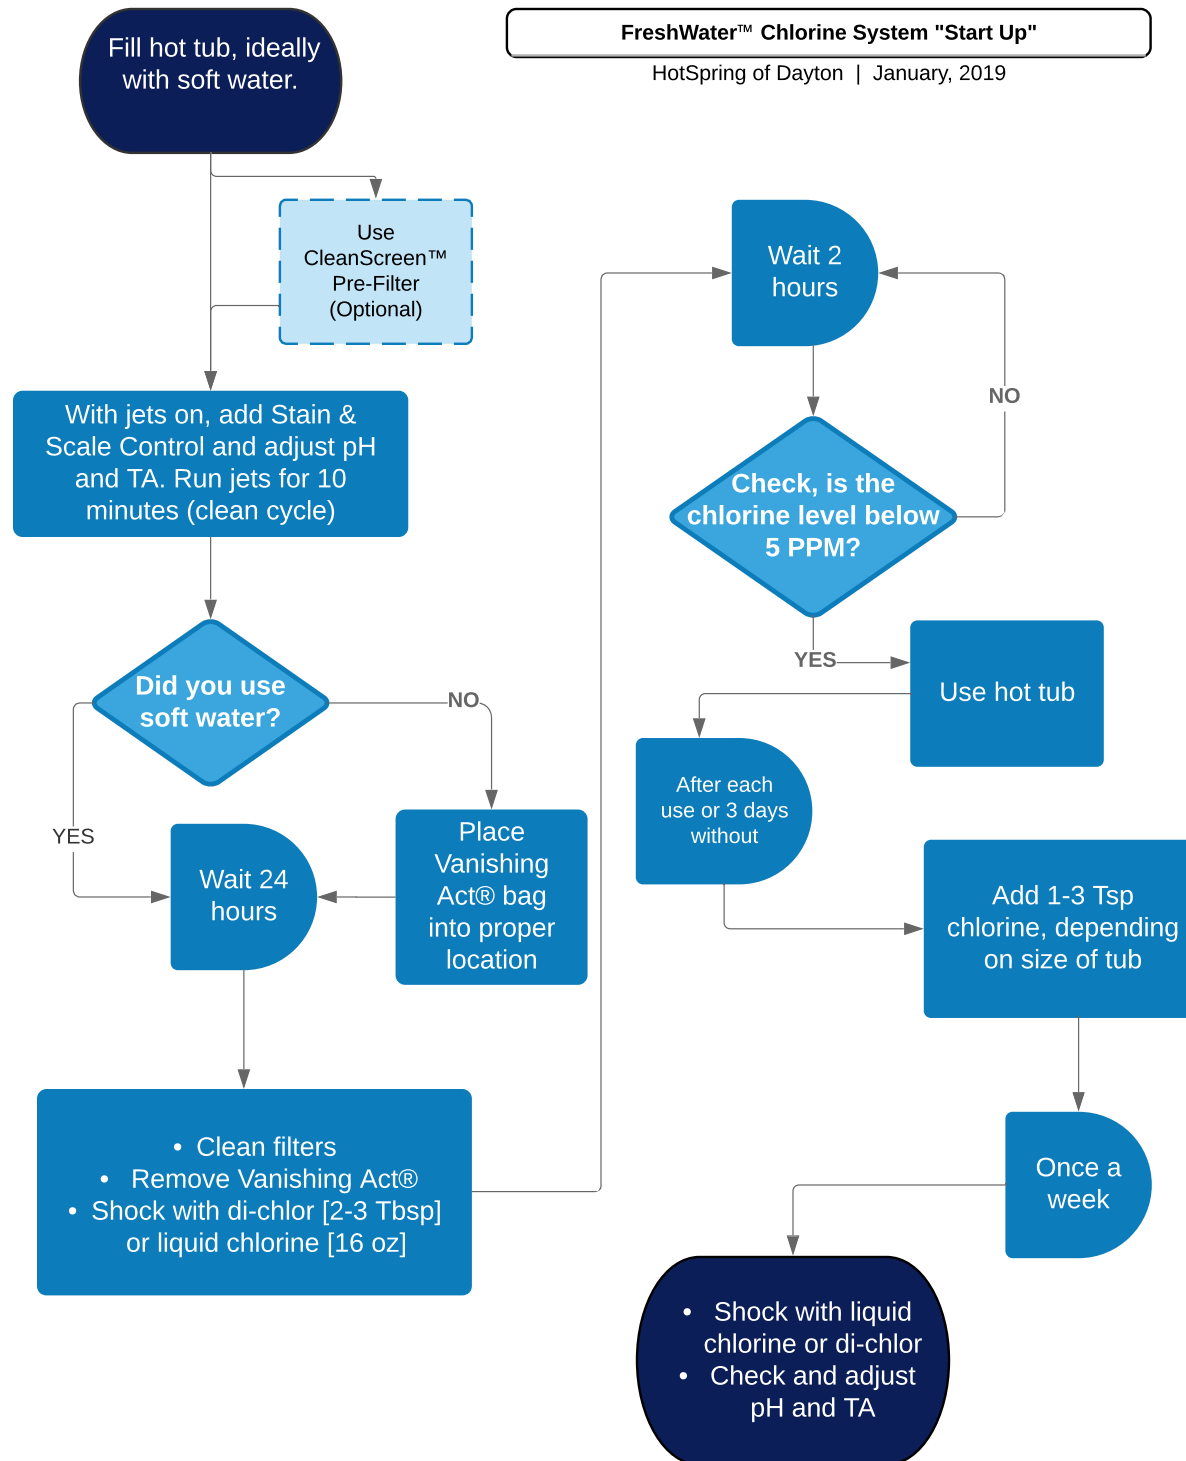 FreshWater™ Chlorine System "Start Up"
HotSpring of Dayton | January, 2019
Fill hot tub, ideally
with soft water.
Use
CleanScreen™
Pre-Filter
(Optional)
With jets on, add Stain &
Scale Control and adjust pH
and TA. Run jets for 10
minutes (clean cycle)
Did you use
soft water?
NO
YES
Place
Vanishing
Act® bag
into proper
location
Wait 24
hours
• Clean filters
• Remove Vanishing Act®
• Shock with di-chlor [2-3 Tbsp]
or liquid chlorine [16 oz]
Wait 2
hours
NO
Check, is the
chlorine level below
5 PPM?
YES
Use hot tub
After each
use or 3 days
without
Add 1-3 Tsp
chlorine, depending
on size of tub
Once a
week
• Shock with liquid
chlorine or di-chlor
• Check and adjust
pH and TA